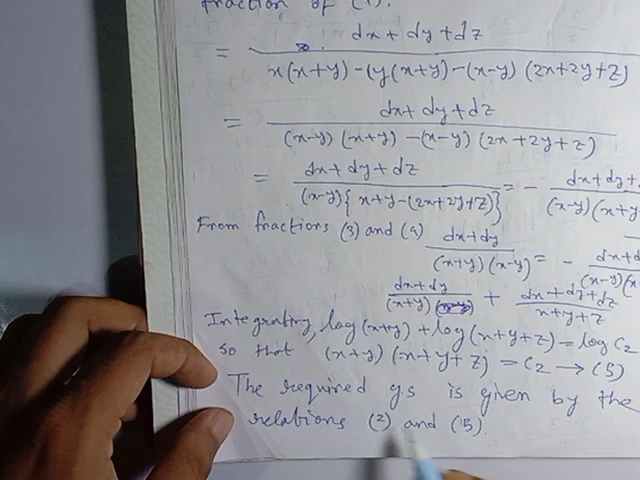 fraction of (1).
= dx + dy + dz / x(x+y) - (y(x+y) - (x-y) (2x+2y+z)
= dx + dy + dz / (x-y) (x+y) - (x-y) (2x+2y+z)
= dx + dy + dz / (x-y){ x+y - (2x+2y+z)} = - dx + dy + / (x-y)(x+y
From fractions (3) and (4) dx + dy / (x+y) (x-y) = - dx + d / (x-y)(x
dx + dy / (x+y) + dx + dy + dz / x+y+z
Integrating, log(x+y) + log(x+y+z) = log C2
so that (x+y) (x+y+z) = C2 → (5)
The required gs is given by the
relations (2) and (5).